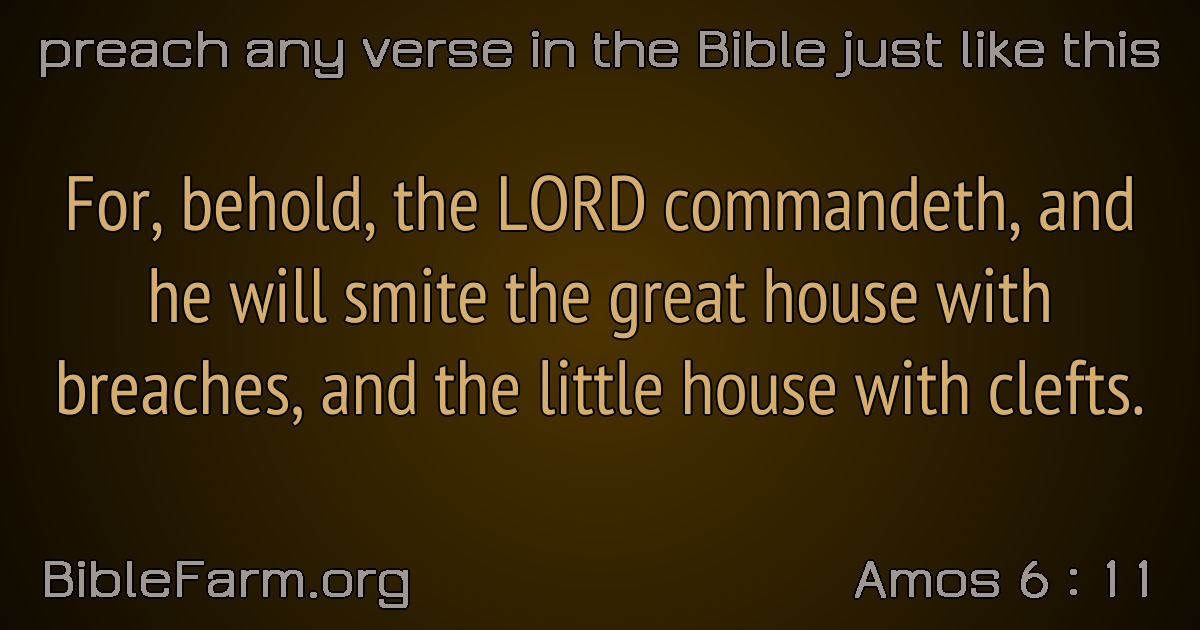 preach any verse in the Bible just like this
For, behold, the LORD commandeth, and
he will smite the great house with
breaches, and the little house with clefts.
BibleFarm.org
Amos 6 : 11